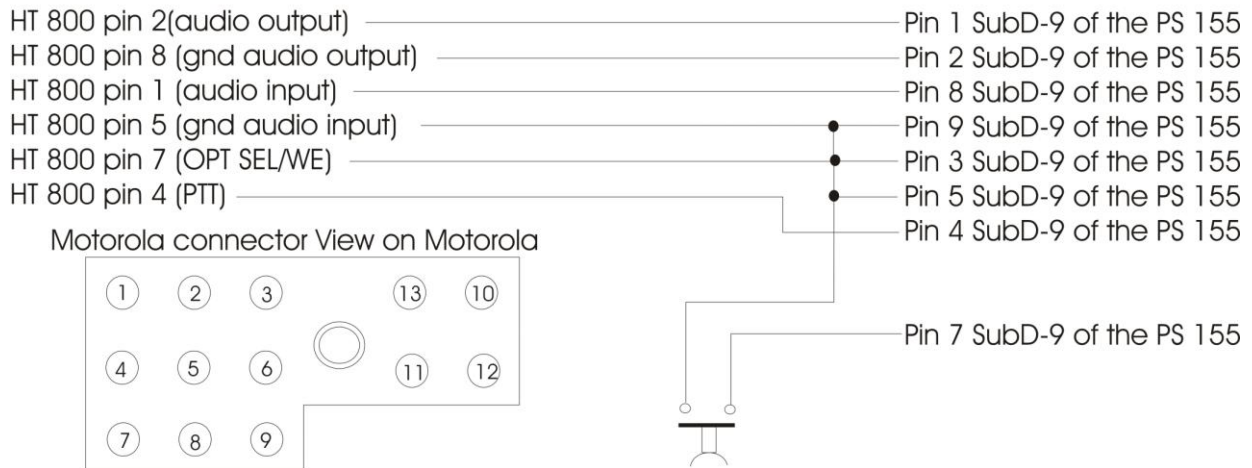 HT 800 pin 2(audio output) Pin 1 SubD-9 of the PS 155
HT 800 pin 8 (gnd audio output) Pin 2 SubD-9 of the PS 155
HT 800 pin 1 (audio input) Pin 8 SubD-9 of the PS 155
HT 800 pin 5 (gnd audio input) Pin 9 SubD-9 of the PS 155
HT 800 pin 7 (OPT SEL/WE) Pin 3 SubD-9 of the PS 155
HT 800 pin 4 (PTT) Pin 5 SubD-9 of the PS 155
Pin 4 SubD-9 of the PS 155
Motorola connector View on Motorola
1 2 3 13 10
Pin 7 SubD-9 of the PS 155
4 5 6 11 12
7 8 9